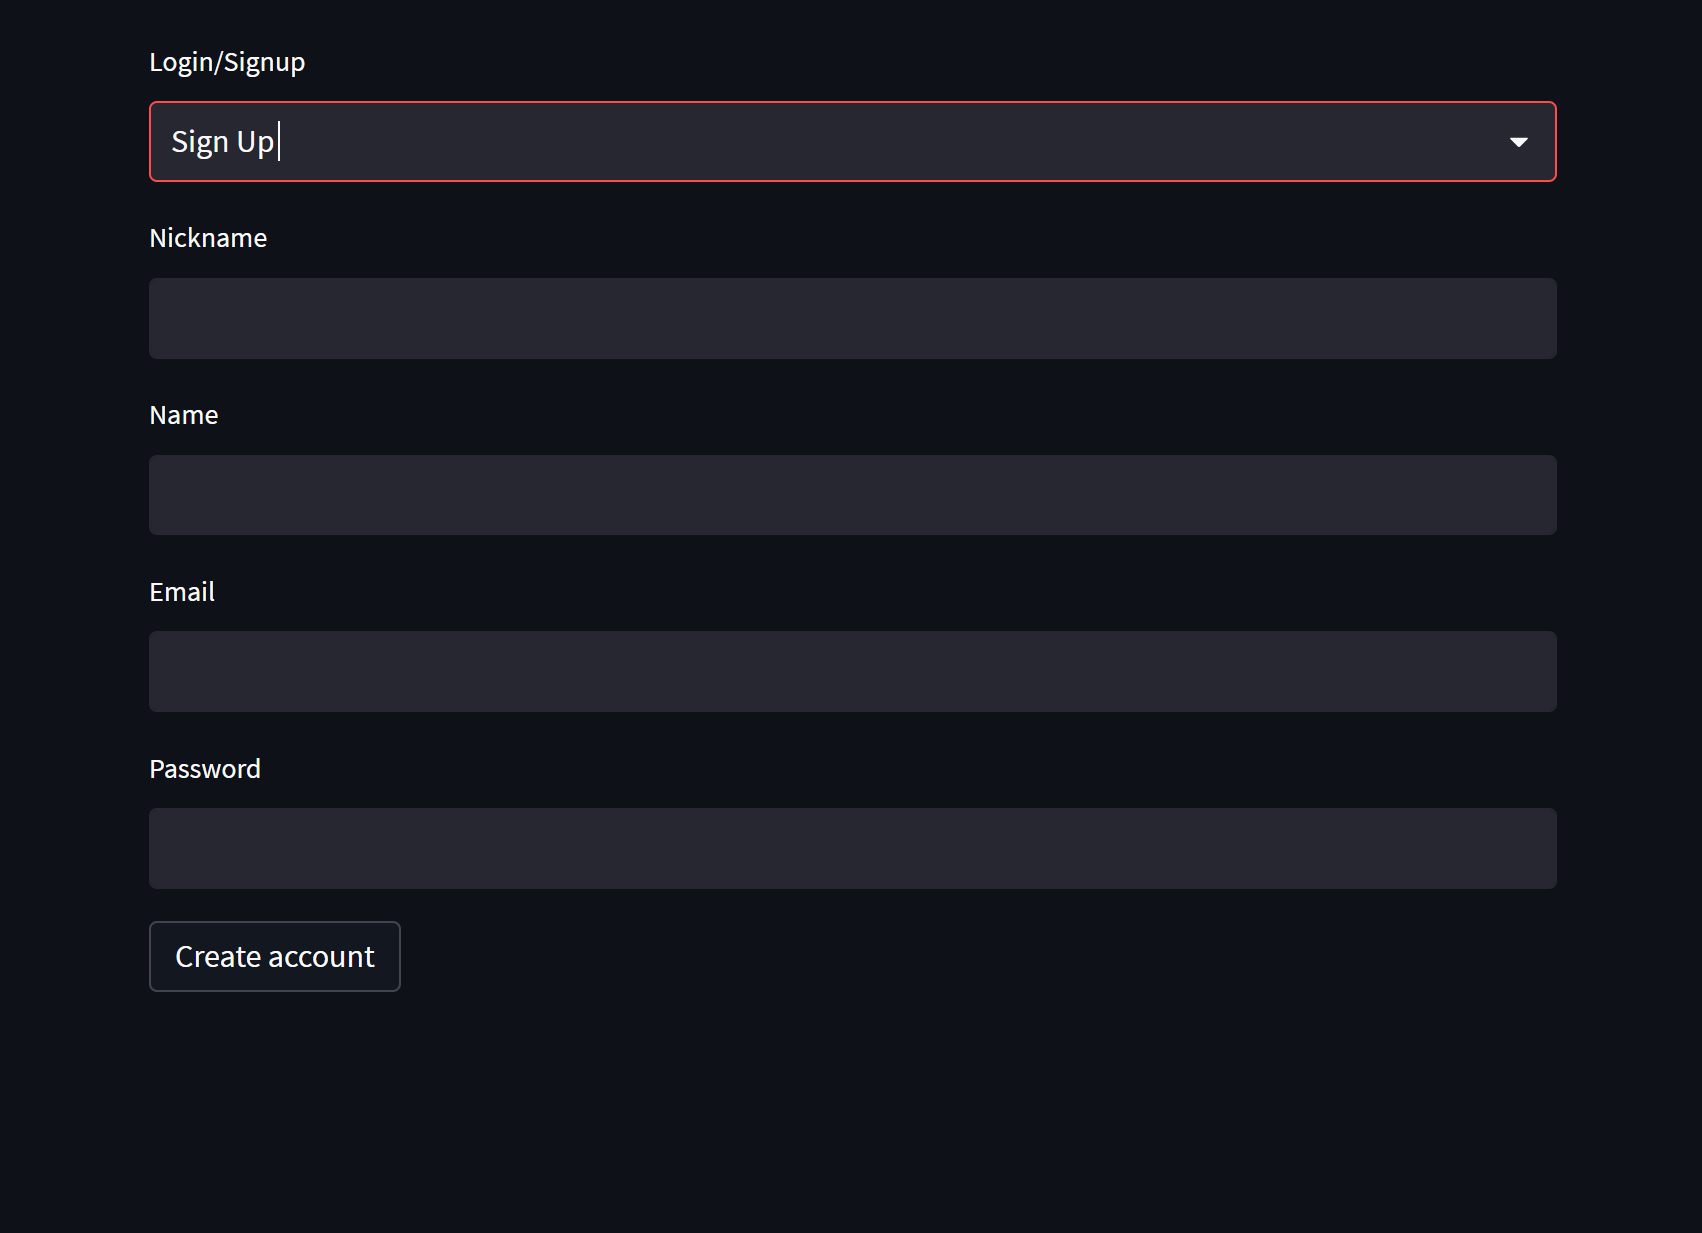 Login/Signup
Sign Up
Nickname
Name
Email
Password
Create account